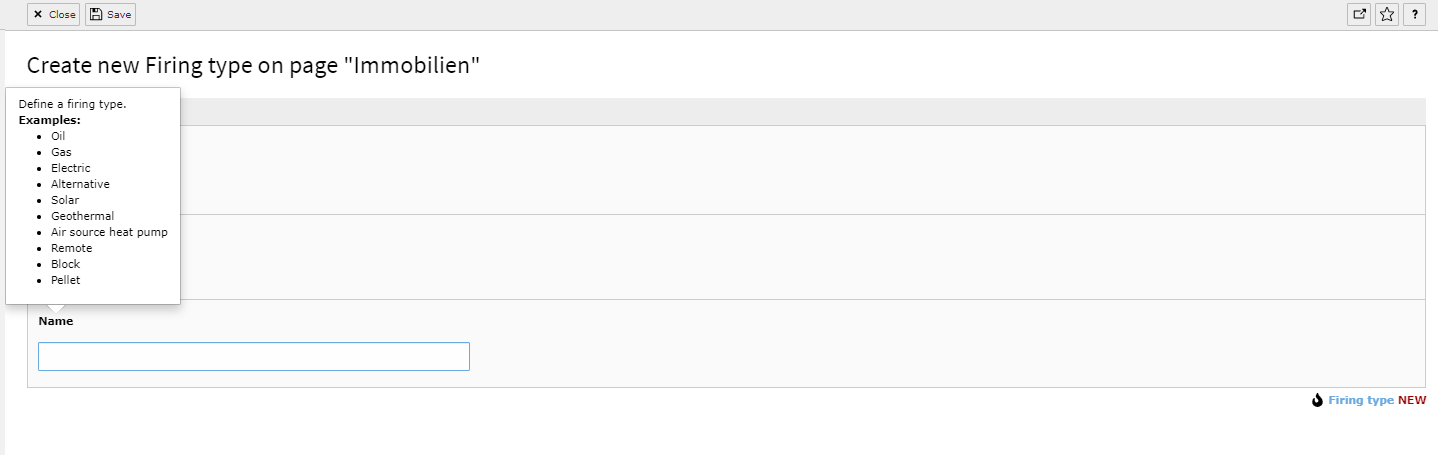 Close
Save
?
Create new Firing type on page "Immobilien"
Define a firing type.
Examples:
Oil
Gas
Electric
Alternative
Solar
Geothermal
Air source heat pump
Remote
Block
Pellet
Name
Firing type NEW